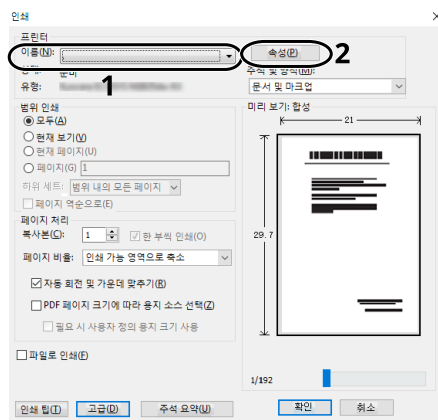 인쇄
프린터
이름(N):
속성(P)
2
1
준비
주석 및 양식(M):
유형:
문서 및 마크업
범위 인쇄
미리 보기: 합성
모두(A)
현재 보기(V)
현재 페이지(U)
페이지(G) 1
하위 세트: 범위 내의 모든 페이지
페이지 역순으로(E)
21
29.7
페이지 처리
복사본(C): 1 한 부씩 인쇄(O)
페이지 비율: 인쇄 가능 영역으로 축소
자동 회전 및 가운데 맞추기(R)
PDF 페이지 크기에 따라 용지 소스 선택(Z)
필요 시 사용자 정의 용지 크기 사용
파일로 인쇄(F)
1/192
인쇄 팁(T)
고급(D)
주석 요약(U)
확인
취소